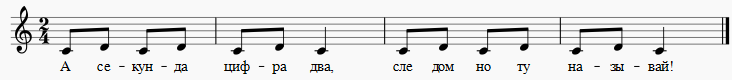 А се – кун – да циф – ра два, сле дом но ту на – зы – вай!